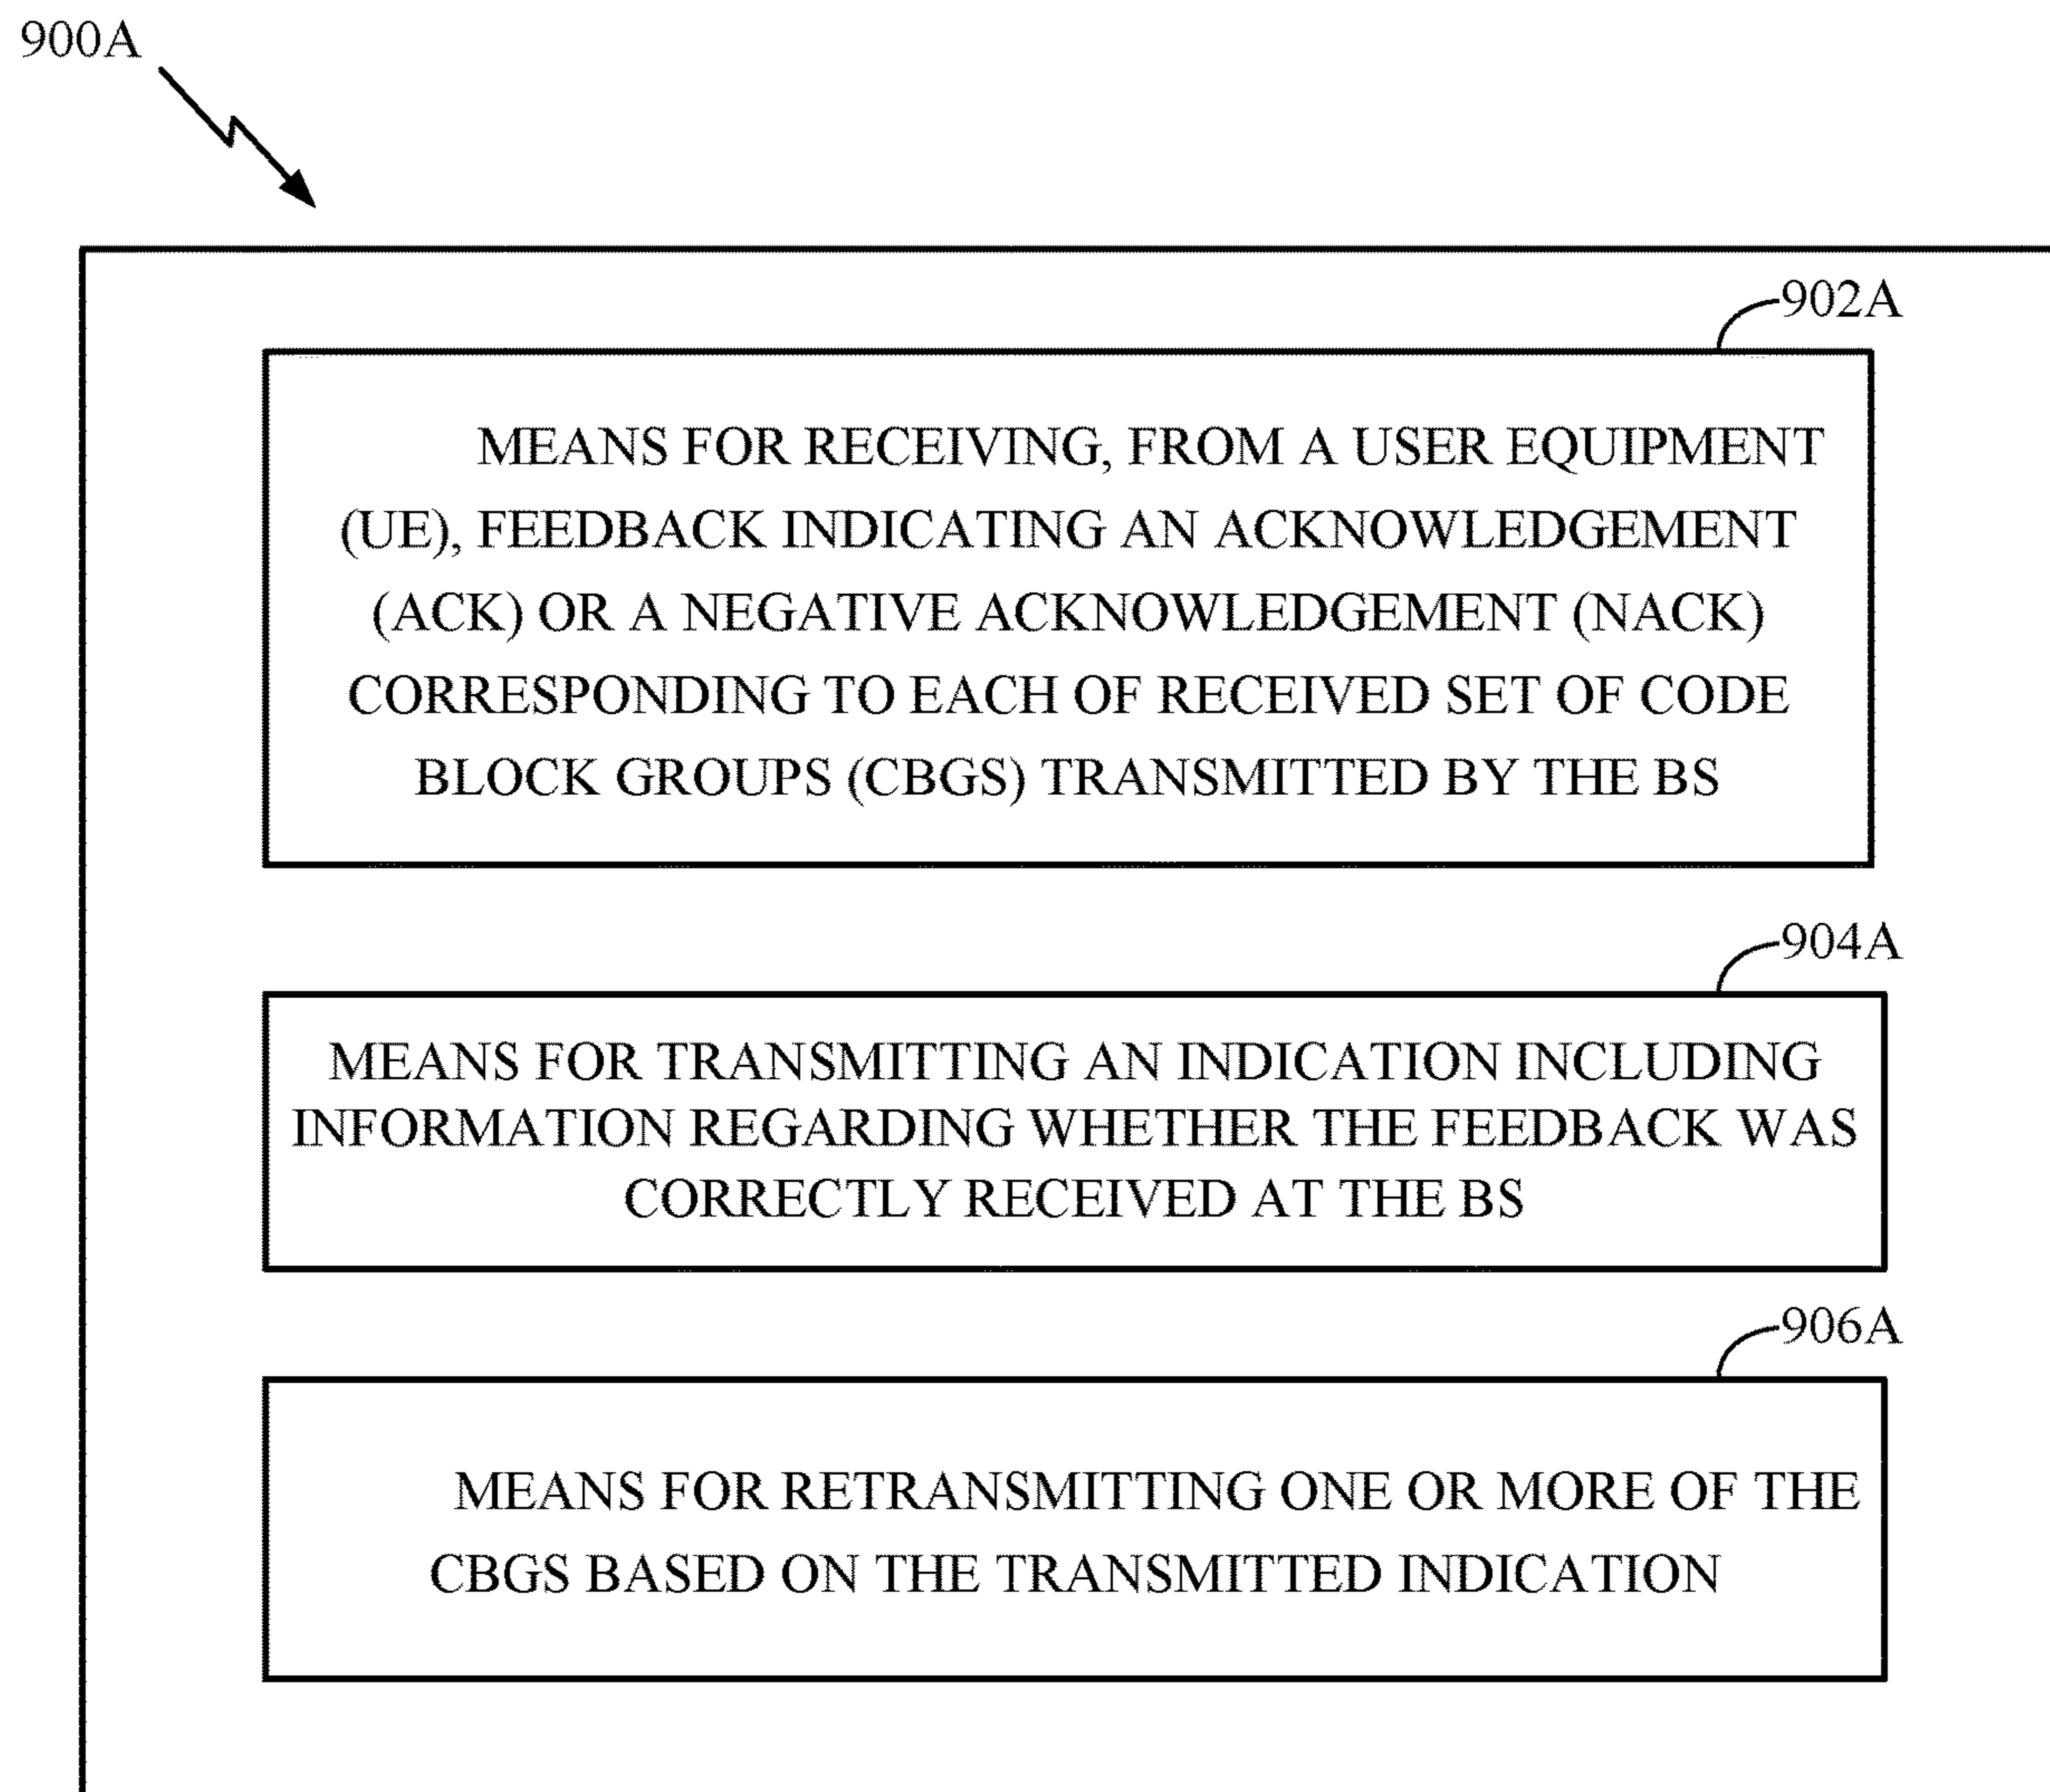 900A
902A
MEANS FOR RECEIVING, FROM A USER EQUIPMENT
(UE), FEEDBACK INDICATING AN ACKNOWLEDGEMENT
(ACK) OR A NEGATIVE ACKNOWLEDGEMENT (NACK)
CORRESPONDING TO EACH OF RECEIVED SET OF CODE
BLOCK GROUPS (CBGS) TRANSMITTED BY THE BS
904A
MEANS FOR TRANSMITTING AN INDICATION INCLUDING
INFORMATION REGARDING WHETHER THE FEEDBACK WAS
CORRECTLY RECEIVED AT THE BS
906A
MEANS FOR RETRANSMITTING ONE OR MORE OF THE
CBGS BASED ON THE TRANSMITTED INDICATION